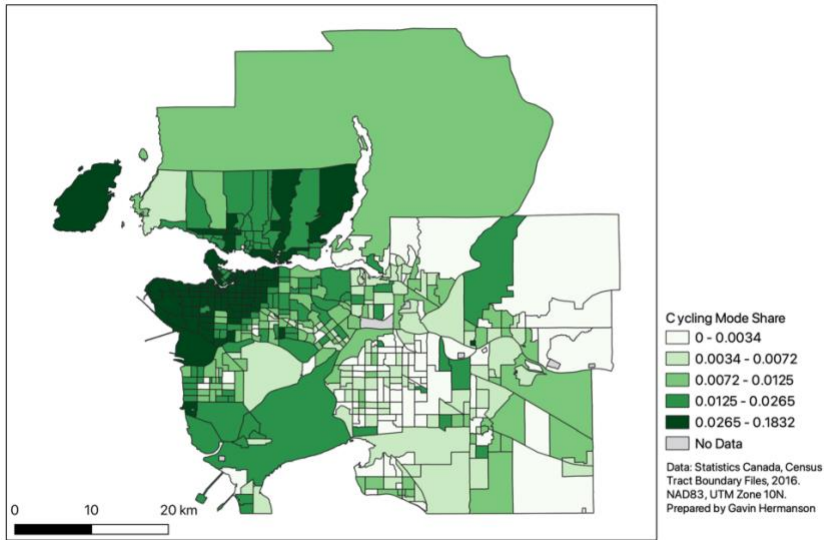 Cycling Mode Share
0 - 0.0034
0.0034 - 0.0072
0.0072 - 0.0125
0.0125 - 0.0265
0.0265 - 0.1832
No Data
Data: Statistics Canada, Census
Tract Boundary Files, 2016.
NAD83, UTM Zone 10N.
Prepared by Gavin Hermanson
0 10 20 km